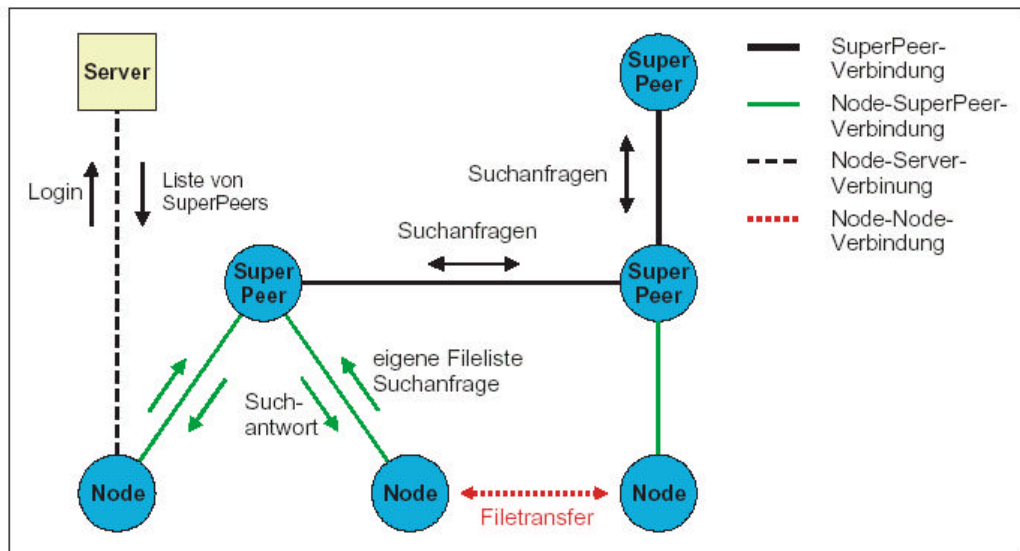 Server
Super
Peer
SuperPeer-
Verbindung
Node-SuperPeer-
Verbindung
Node-Server-
Verbinung
Node-Node-
Verbindung
Login
Liste von
SuperPeers
Suchanfragen
Suchanfragen
Super
Peer
Super
Peer
eigene Fileliste
Suchanfrage
Such-
antwort
Node
Node
Node
Filetransfer